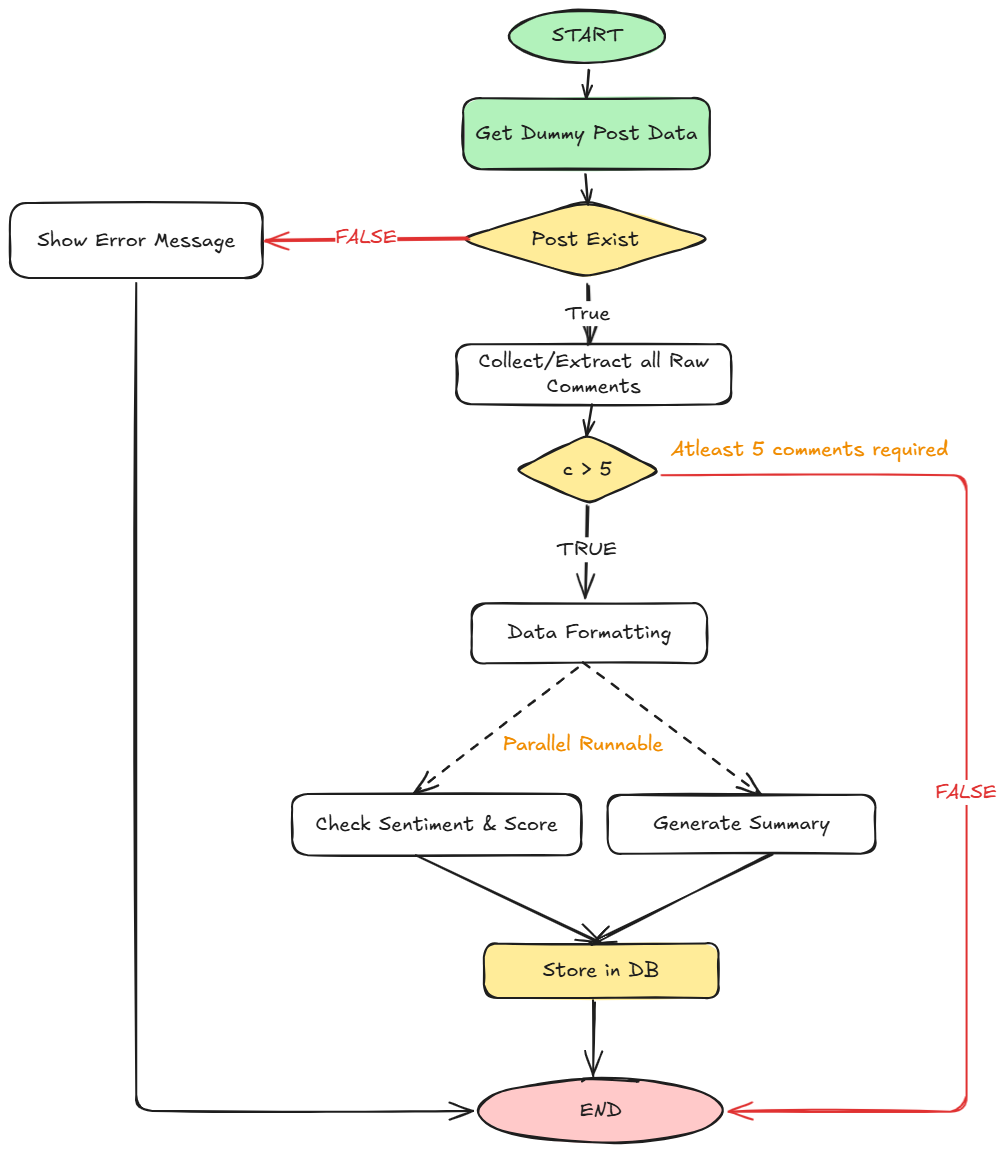 START
Get Dummy Post Data
Post Exist
FALSE
Show Error Message
True
Collect/Extract all Raw
Comments
c > 5
Atleast 5 comments required
TRUE
Data Formatting
Parallel Runnable
FALSE
Check Sentiment & Score
Generate Summary
Store in DB
END